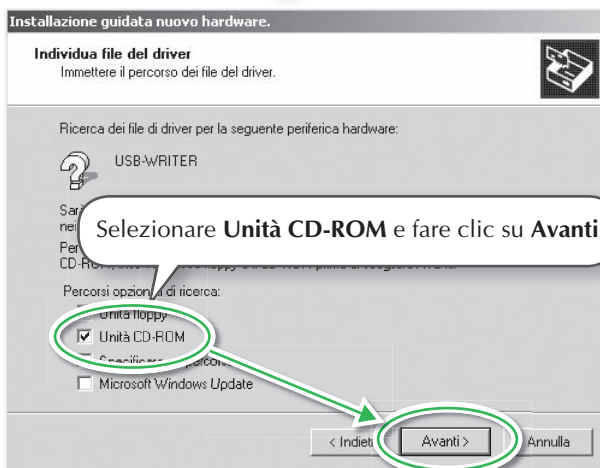 Installazione guidata nuovo hardware.
Individua file del driver
Immettere il percorso dei file del driver.
Ricerca dei file di driver per la seguente periferica hardware:
USB-WRITER
Selezionare Unità CD-ROM e fare clic su Avanti
Percorsi opzionali di ricerca:
Unità floppy
Unità CD-ROM
Microsoft Windows Update
< Indietro
Avanti >
Annulla